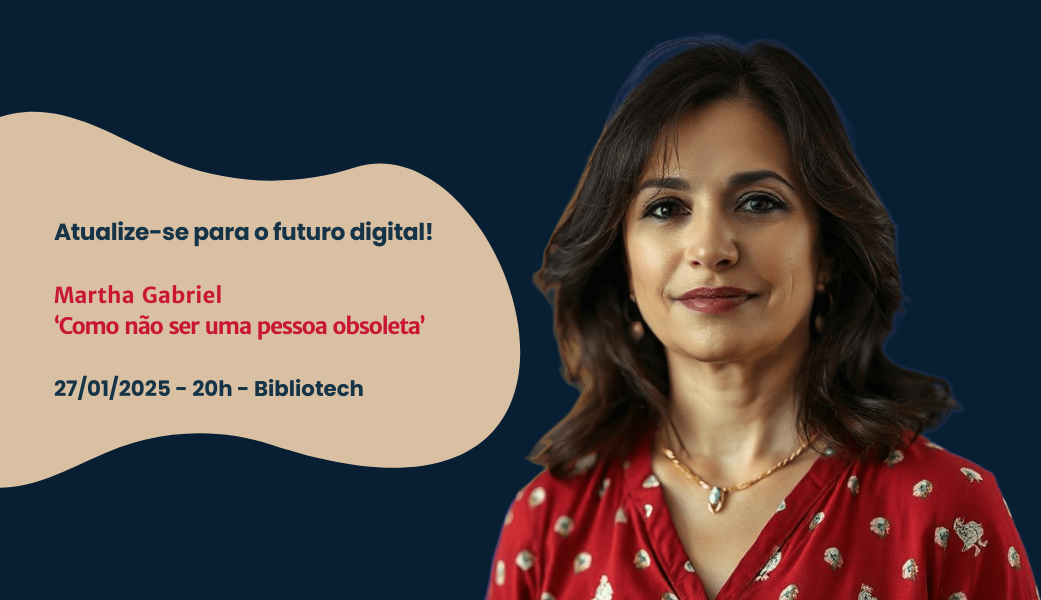 Atualize-se para o futuro digital!
Martha Gabriel
‘Como não ser uma pessoa obsoleta’
27/01/2025 - 20h - Bibliotech